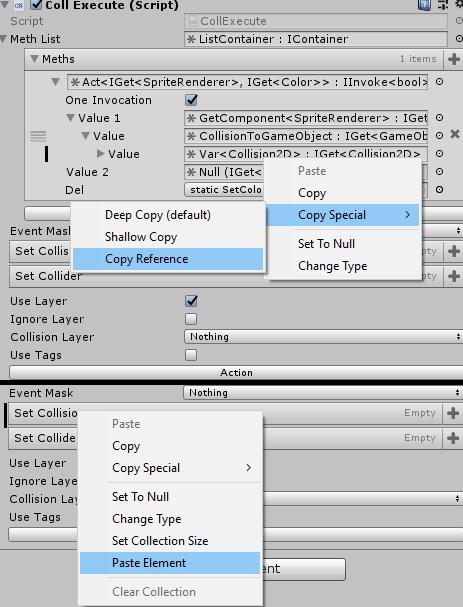 Coll Execute (Script)
Script CollExecute
Meth List ListContainer : IContainer
Meths 1 items
Act<IGet<SpriteRenderer>, IGet<Color>> : IInvoke<bool>
One Invocation
Value 1 GetComponent<SpriteRenderer> : IGet
Value CollisionToGameObject : IGet<GameOb
Value Var<Collision2D> : IGet<Collision2D>
Value 2 Null (IGet<
Del static SetColo
Paste
Copy
Copy Special
Set To Null
Change Type
Deep Copy (default)
Shallow Copy
Copy Reference
Event Mask
Set Collis
Set Collider Empty
Use Layer
Ignore Layer
Collision Layer Nothing
Use Tags
Action
Event Mask Nothing
Set Collision Empty
Set Collide Empty
Use Layer
Ignore Laye
Collision Lay
Use Tags
Paste
Copy
Copy Special
Set To Null
Change Type
Set Collection Size
Paste Element
Clear Collection
ent